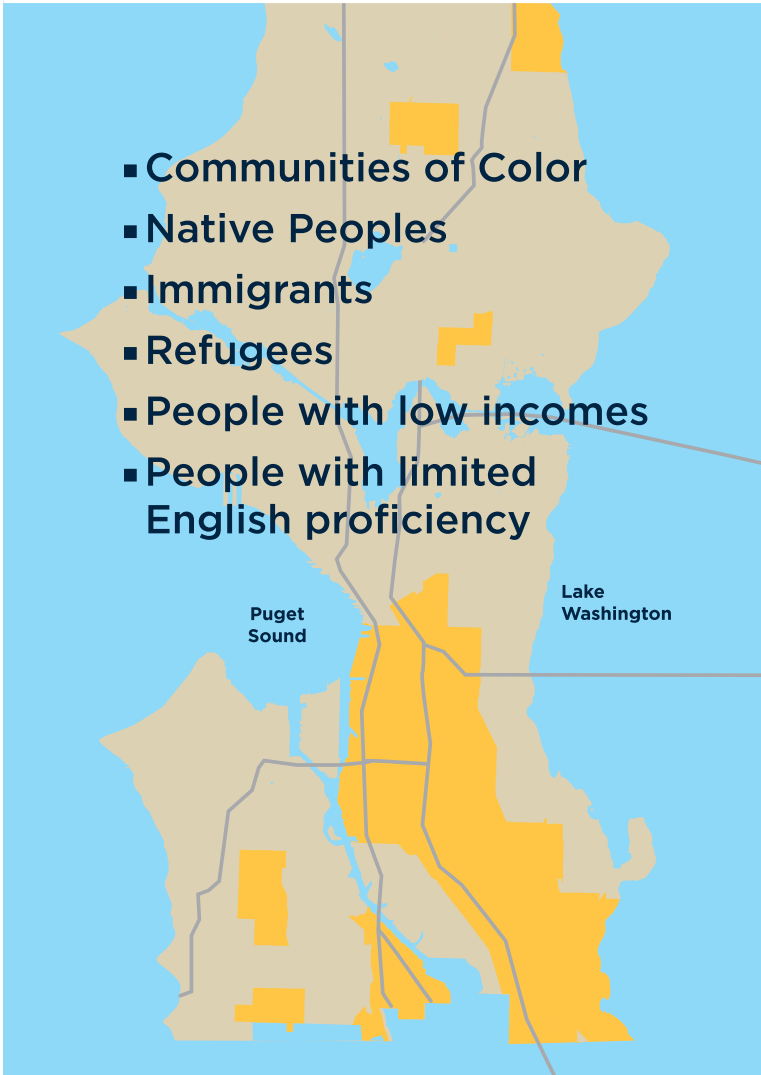 ▪ Communities of Color
▪ Native Peoples
▪ Immigrants
▪ Refugees
▪ People with low incomes
▪ People with limited
English proficiency
Puget
Sound
Lake
Washington